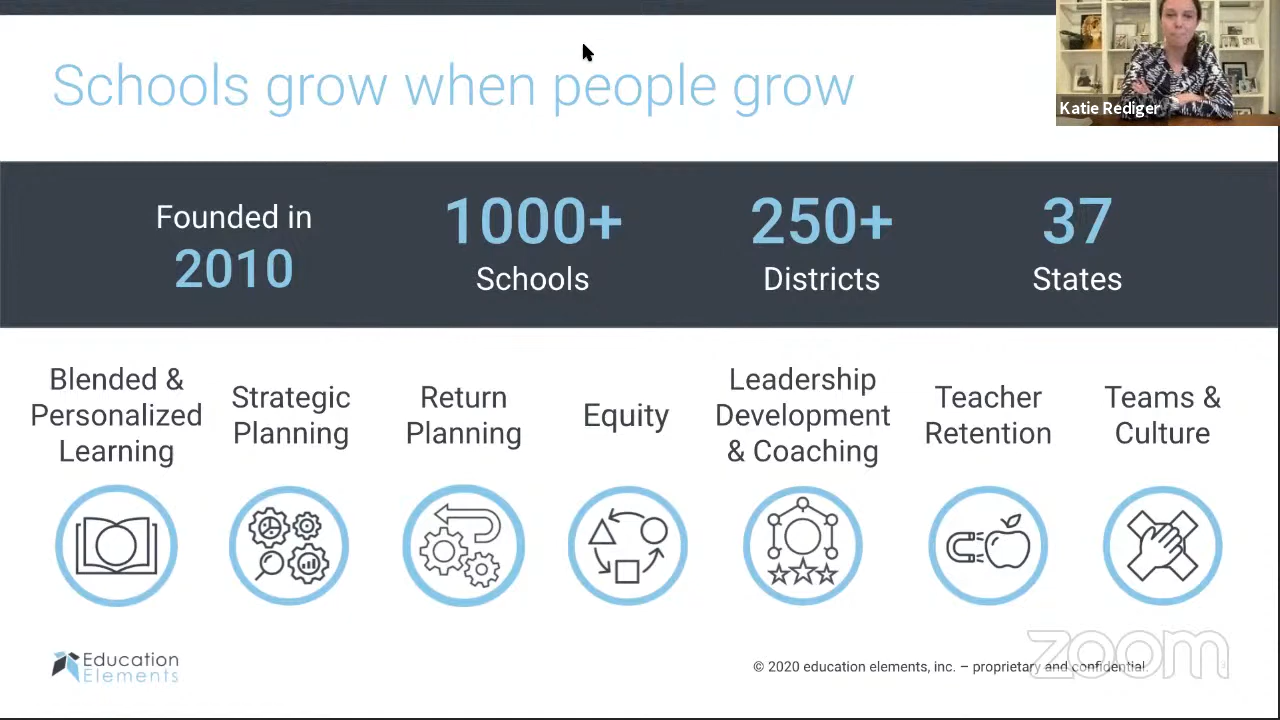 Schools grow when people grow
Katie Rediger
Founded in
2010
1000+
Schools
250+
Districts
37
States
Blended &
Personalized
Learning
Strategic
Planning
Return
Planning
Equity
Leadership
Development
& Coaching
Teacher
Retention
Teams &
Culture
Education
Elements
© 2020 education elements, inc. – proprietary and confidential.
zoom